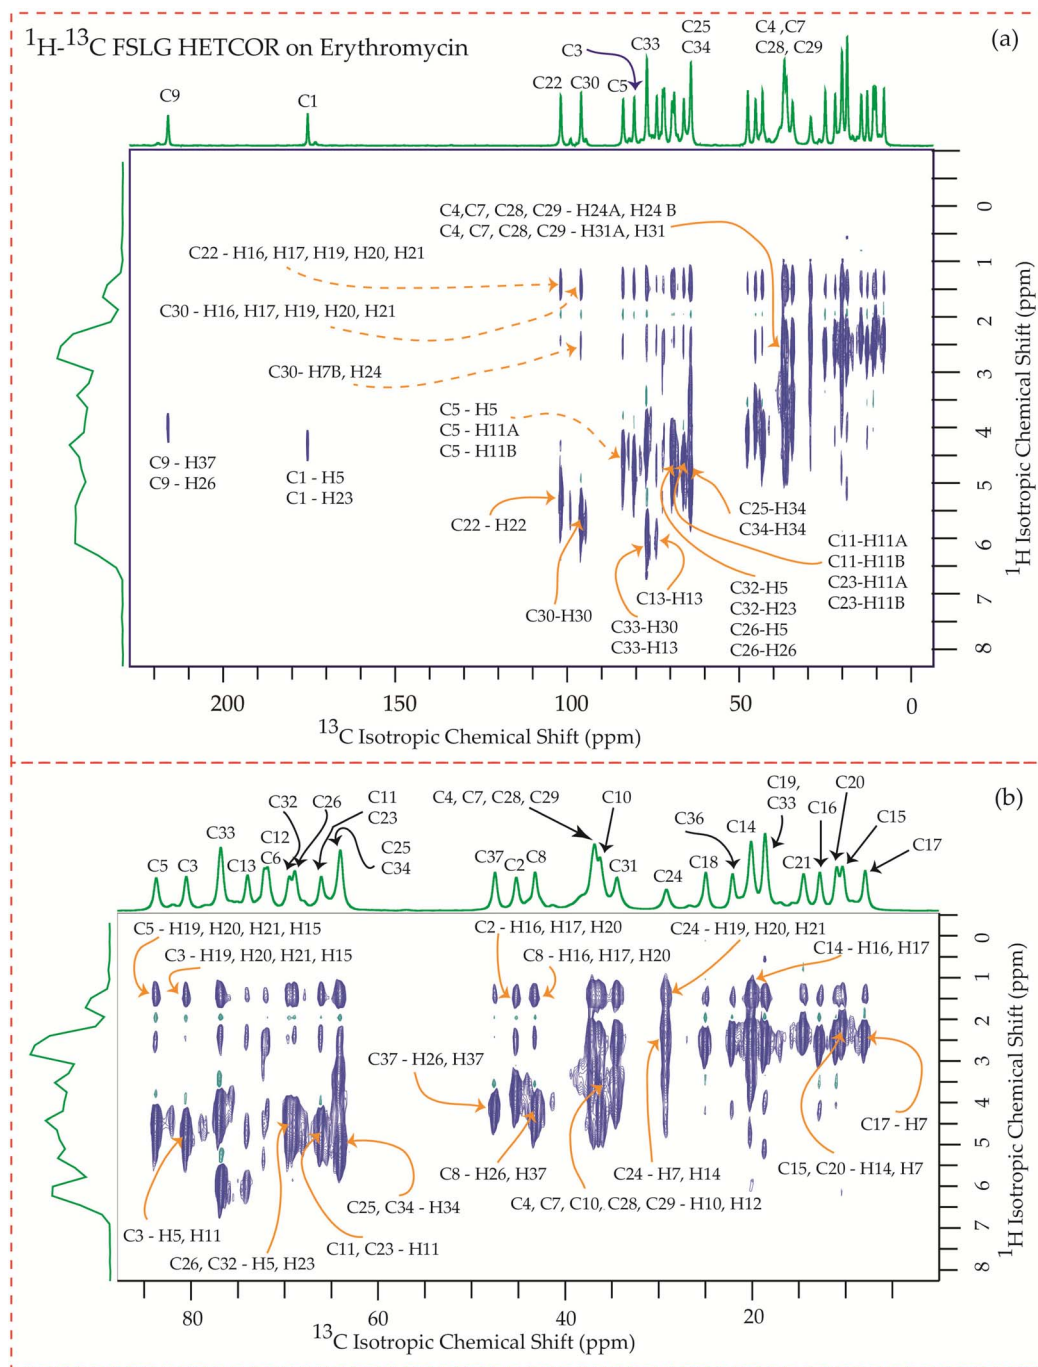 ¹H-¹³C FSLG HETCOR on Erythromycin
(a)
C9
C1
C22
C30
C3
C5
C33
C25
C34
C4 ,C7
C28, C29
C4,C7, C28, C29 - H24A, H24 B
C4, C7, C28, C29 - H31A, H31
C22 - H16, H17, H19, H20, H21
C30 - H16, H17, H19, H20, H21
C30- H7B, H24
C5 - H5
C5 - H11A
C5 - H11B
C9 - H37
C9 - H26
C1 - H5
C1 - H23
C22 - H22
C30-H30
C13-H13
C33-H30
C33-H13
C25-H34
C34-H34
C11-H11A
C11-H11B
C23-H11A
C23-H11B
C32-H5
C32-H23
C26-H5
C26-H26
0
1
2
3
4
5
6
7
8
¹H Isotropic Chemical Shift (ppm)
200
150
100
50
0
¹³C Isotropic Chemical Shift (ppm)
(b)
C5
C3
C33
C13
C12
C6
C32
C26
C11
C23
C25
C34
C4, C7, C28, C29
C10
C37
C2
C8
C31
C24
C36
C18
C14
C19,
C33
C21
C16
C20
C15
C17
C5 - H19, H20, H21, H15
C3 - H19, H20, H21, H15
C2 - H16, H17, H20
C8 - H16, H17, H20
C24 - H19, H20, H21
C14 - H16, H17
C37 - H26, H37
C17 - H7
C8 - H26, H37
C24 - H7, H14
C15, C20 - H14, H7
C25, C34 - H34
C4, C7, C10, C28, C29 - H10, H12
C3 - H5, H11
C11, C23 - H11
C26, C32 - H5, H23
0
1
2
3
4
5
6
7
8
¹H Isotropic Chemical Shift (ppm)
80
60
40
20
¹³C Isotropic Chemical Shift (ppm)